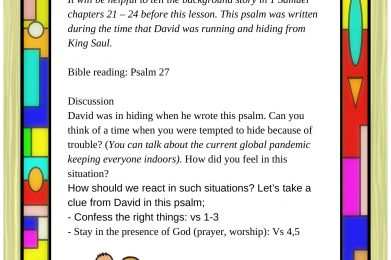 It will be helpful to tell the background story in 1 Samuel
chapters 21 – 24 before this lesson. This psalm was written
during the time that David was running and hiding from
King Saul.
Bible reading: Psalm 27
Discussion
David was in hiding when he wrote this psalm. Can you
think of a time when you were tempted to hide because of
trouble? (You can talk about the current global pandemic
keeping everyone indoors). How did you feel in this
situation?
How should we react in such situations? Let’s take a
clue from David in this psalm;
- Confess the right things: vs 1-3
- Stay in the presence of God (prayer, worship): Vs 4,5